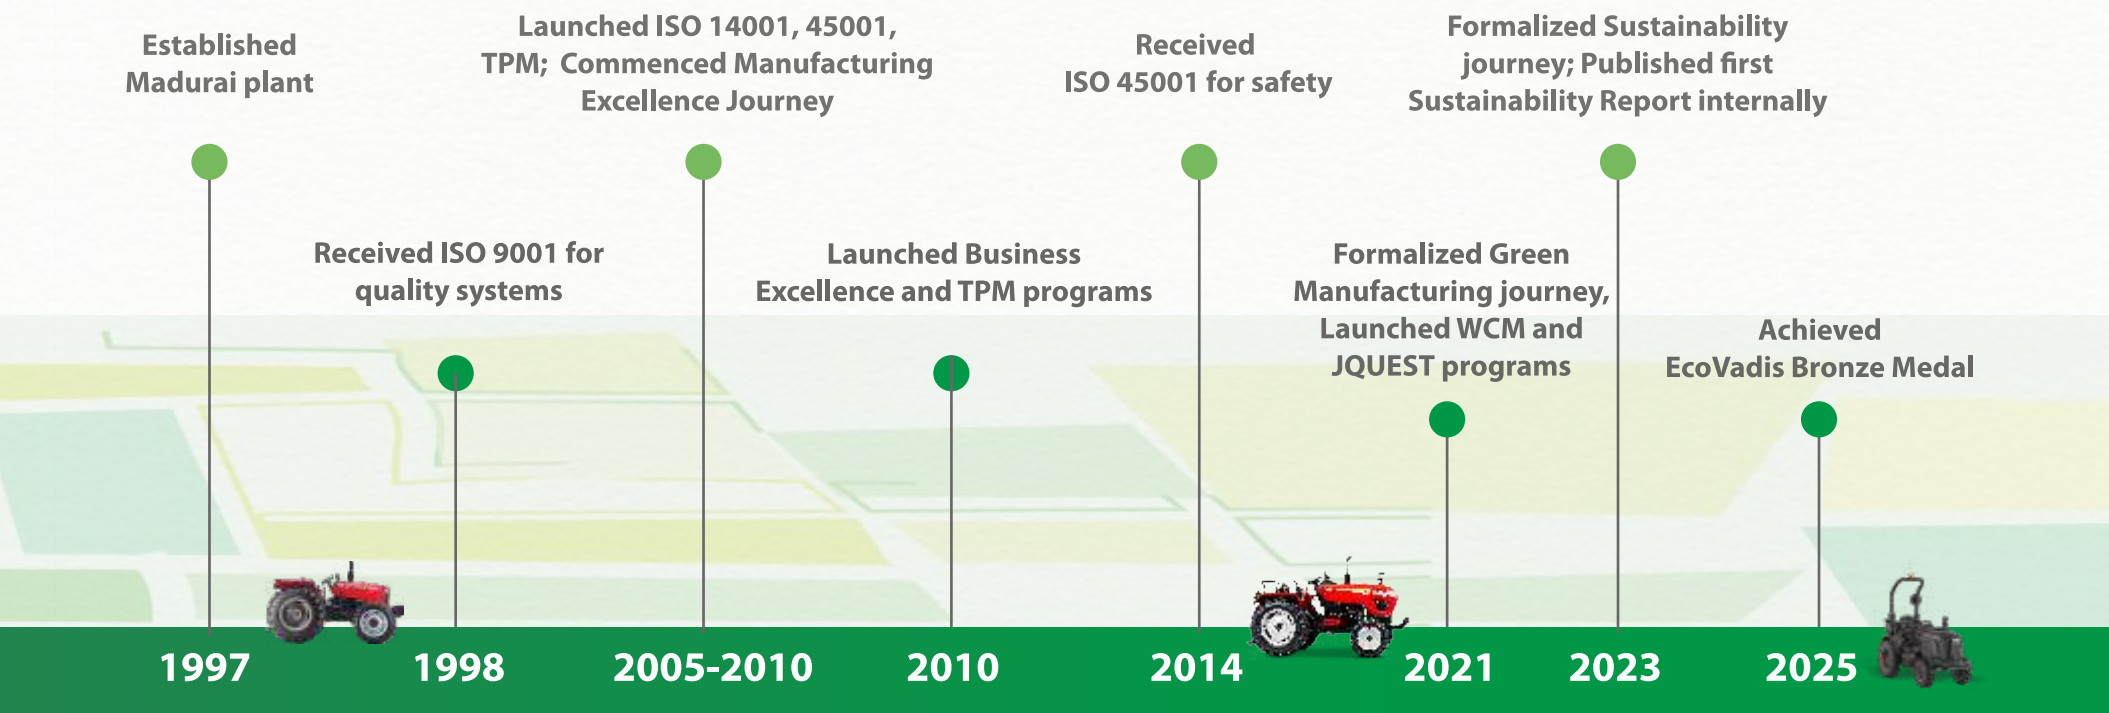 Established
Madurai plant
Launched ISO 14001, 45001,
TPM; Commenced Manufacturing
Excellence Journey
Received
ISO 45001 for safety
Formalized Sustainability
journey; Published first
Sustainability Report internally
Received ISO 9001 for
quality systems
Launched Business
Excellence and TPM programs
Formalized Green
Manufacturing journey,
Launched WCM and
JQUEST programs
Achieved
EcoVadis Bronze Medal
1997
1998
2005-2010
2010
2014
2021
2023
2025